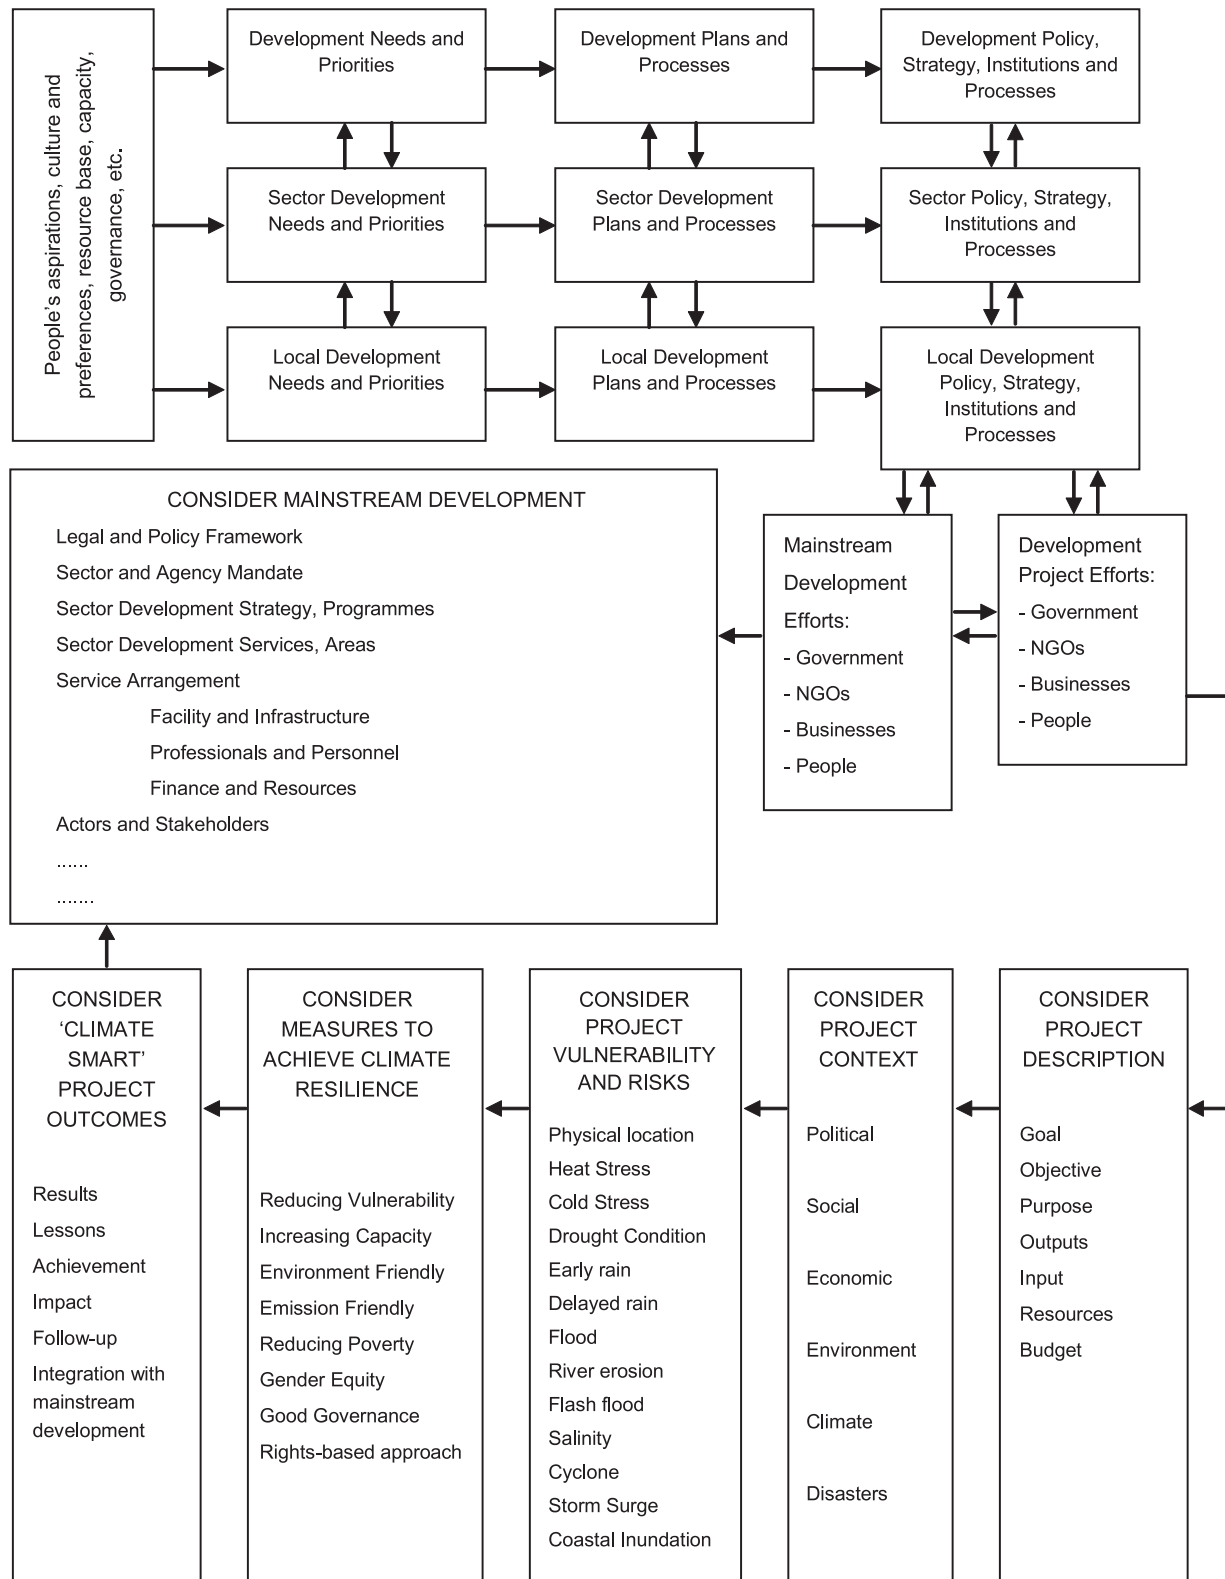 People's aspirations, culture and
preferences, resource base, capacity,
governance, etc.
Development Needs and
Priorities
Development Plans and
Processes
Development Policy,
Strategy, Institutions and
Processes
Sector Development
Needs and Priorities
Sector Development
Plans and Processes
Sector Policy, Strategy,
Institutions and
Processes
Local Development
Needs and Priorities
Local Development
Plans and Processes
Local Development
Policy, Strategy,
Institutions and
Processes
CONSIDER MAINSTREAM DEVELOPMENT
Legal and Policy Framework
Sector and Agency Mandate
Sector Development Strategy, Programmes
Sector Development Services, Areas
Service Arrangement
Facility and Infrastructure
Professionals and Personnel
Finance and Resources
Actors and Stakeholders
......
.......
Mainstream
Development
Efforts:
- Government
- NGOs
- Businesses
- People
Development
Project Efforts:
- Government
- NGOs
- Businesses
- People
CONSIDER
‘CLIMATE
SMART’
PROJECT
OUTCOMES
Results
Lessons
Achievement
Impact
Follow-up
Integration with
mainstream
development
CONSIDER
MEASURES TO
ACHIEVE CLIMATE
RESILIENCE
Reducing Vulnerability
Increasing Capacity
Environment Friendly
Emission Friendly
Reducing Poverty
Gender Equity
Good Governance
Rights-based approach
CONSIDER
PROJECT
VULNERABILITY
AND RISKS
Physical location
Heat Stress
Cold Stress
Drought Condition
Early rain
Delayed rain
Flood
River erosion
Flash flood
Salinity
Cyclone
Storm Surge
Coastal Inundation
CONSIDER
PROJECT
CONTEXT
Political
Social
Economic
Environment
Climate
Disasters
CONSIDER
PROJECT
DESCRIPTION
Goal
Objective
Purpose
Outputs
Input
Resources
Budget